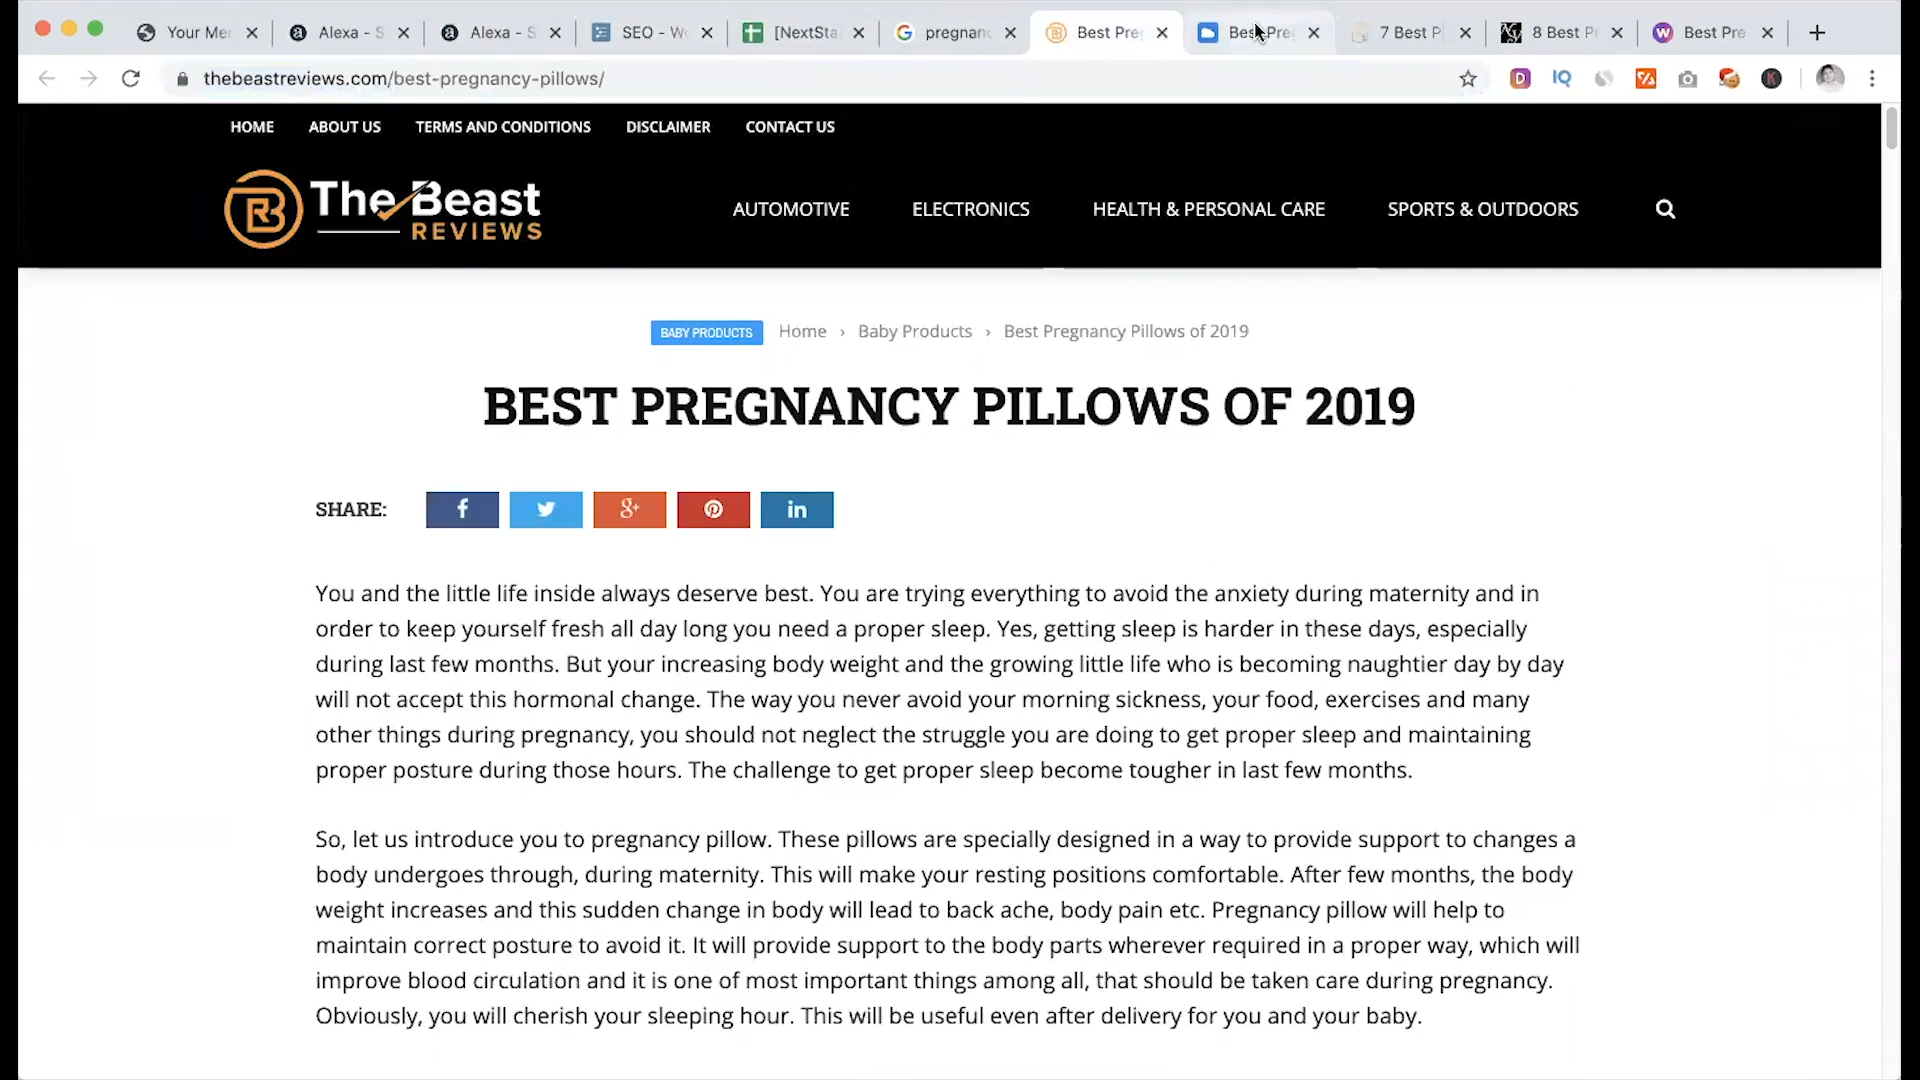 Your Me
Alexa - S
Alexa - S
SEO - W
[NextSta
pregnanc
Best Pre
Best Pre
7 Best P
8 Best P
Best Pre
thebeastreviews.com/best-pregnancy-pillows/
HOME ABOUT US TERMS AND CONDITIONS DISCLAIMER CONTACT US
The Beast
REVIEWS
AUTOMOTIVE ELECTRONICS HEALTH & PERSONAL CARE SPORTS & OUTDOORS
BABY PRODUCTS Home › Baby Products › Best Pregnancy Pillows of 2019
BEST PREGNANCY PILLOWS OF 2019
SHARE:
You and the little life inside always deserve best. You are trying everything to avoid the anxiety during maternity and in
order to keep yourself fresh all day long you need a proper sleep. Yes, getting sleep is harder in these days, especially
during last few months. But your increasing body weight and the growing little life who is becoming naughtier day by day
will not accept this hormonal change. The way you never avoid your morning sickness, your food, exercises and many
other things during pregnancy, you should not neglect the struggle you are doing to get proper sleep and maintaining
proper posture during those hours. The challenge to get proper sleep become tougher in last few months.
So, let us introduce you to pregnancy pillow. These pillows are specially designed in a way to provide support to changes a
body undergoes through, during maternity. This will make your resting positions comfortable. After few months, the body
weight increases and this sudden change in body will lead to back ache, body pain etc. Pregnancy pillow will help to
maintain correct posture to avoid it. It will provide support to the body parts wherever required in a proper way, which will
improve blood circulation and it is one of most important things among all, that should be taken care during pregnancy.
Obviously, you will cherish your sleeping hour. This will be useful even after delivery for you and your baby.